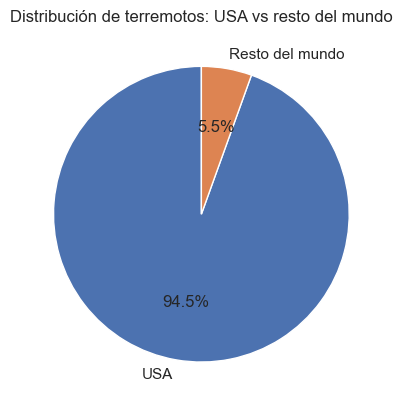 Distribución de terremotos: USA vs resto del mundo
Resto del mundo
5.5%
94.5%
USA